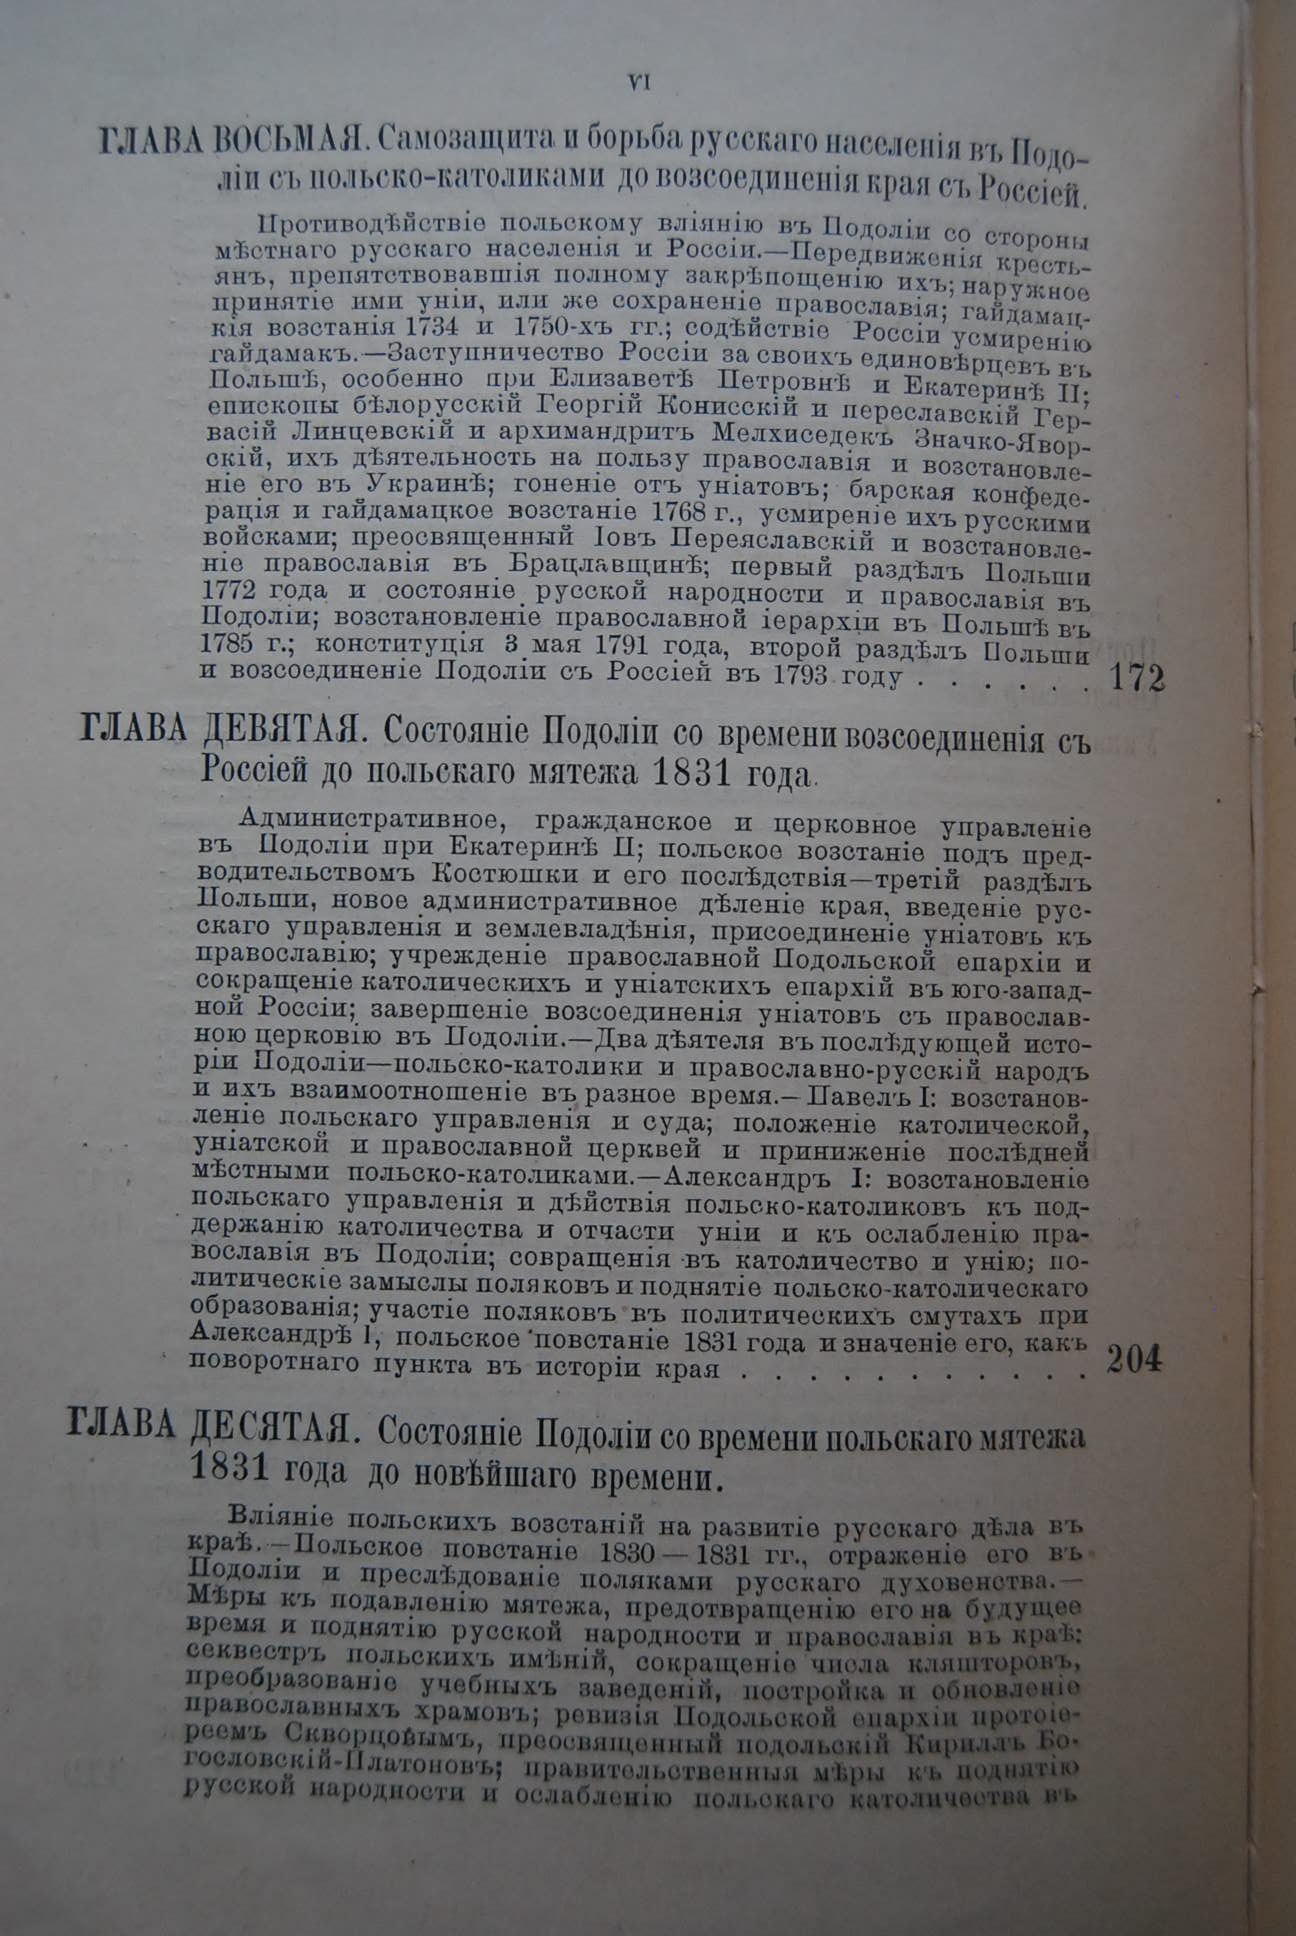 VI
ГЛАВА ВОСЬМАЯ. Самозащита и борьба русскаго населенія въ Подо-
ліи съ польско-католиками до возсоединенія края съ Россіей.
Противодѣйствіе польскому вліянію въ Подоліи со стороны
мѣстнаго русскаго населенія и Россіи.—Передвиженія кресть-
янъ, препятствовавшія полному закрѣпощенію ихъ; наружное
принятіе ими уніи, или же сохраненіе православія; гайдамац-
кія возстанія 1734 и 1750-хъ гг.; содѣйствіе Россіи усмиренію
гайдамакъ.—Заступничество Россіи за своихъ единовѣрцевъ въ
Польшѣ, особенно при Елизаветѣ Петровнѣ и Екатеринѣ II;
епископы бѣлорусскій Георгій Конисскій и переславскій Гер-
васій Линцевскій и архимандритъ Мелхиседекъ Значко-Явор-
скій, ихъ дѣятельность на пользу православія и возстановле-
ніе его въ Украинѣ; гоненіе отъ уніатовъ; барская конфеде-
рація и гайдамацкое возстаніе 1768 г., усмиреніе ихъ русскими
войсками; преосвященный Іовъ Переяславскій и возстановле-
ніе православія въ Брацлавщинѣ; первый раздѣлъ Польши
1772 года и состояніе русской народности и православія въ
Подоліи; возстановленіе православной іерархіи въ Польшѣ въ
1785 г.; конституція 3 мая 1791 года, второй раздѣлъ Польши
и возсоединеніе Подоліи съ Россіей въ 1793 году . . . . . . 172
ГЛАВА ДЕВЯТАЯ. Состояніе Подоліи со времени возсоединенія съ
Россіей до польскаго мятежа 1831 года.
Административное, гражданское и церковное управленіе
въ Подоліи при Екатеринѣ II; польское возстаніе подъ пред-
водительствомъ Костюшки и его послѣдствія—третій раздѣлъ
Польши, новое административное дѣленіе края, введеніе рус-
скаго управленія и землевладѣнія, присоединеніе уніатовъ къ
православію; учрежденіе православной Подольской епархіи и
сокращеніе католическихъ и уніатскихъ епархій въ юго-запад-
ной Россіи; завершеніе возсоединенія уніатовъ съ православ-
ною церковію въ Подоліи.—Два дѣятеля въ послѣдующей исто-
ріи Подоліи—польско-католики и православно-русскій народъ
и ихъ взаимоотношеніе въ разное время.—Павелъ I: возстанов-
леніе польскаго управленія и суда; положеніе католической,
уніатской и православной церквей и приниженіе послѣдней
мѣстными польско-католиками.—Александръ I: возстановленіе
польскаго управленія и дѣйствія польско-католиковъ къ под-
держанію католичества и отчасти уніи и къ ослабленію пра-
вославія въ Подоліи; совращенія въ католичество и унію; по-
литическіе замыслы поляковъ и поднятіе польско-католическаго
образованія; участіе поляковъ въ политическихъ смутахъ при
Александрѣ I, польское повстаніе 1831 года и значеніе его, какъ
поворотнаго пункта въ исторіи края . . . . . . . . . . . 204
ГЛАВА ДЕСЯТАЯ. Состояніе Подоліи со времени польскаго мятежа
1831 года до новѣйшаго времени.
Вліяніе польскихъ возстаній на развитіе русскаго дѣла въ
краѣ.—Польское повстаніе 1830—1831 гг., отраженіе его въ
Подоліи и преслѣдованіе поляками русскаго духовенства.—
Мѣры къ подавленію мятежа, предотвращенію его на будущее
время и поднятію русской народности и православія въ краѣ:
секвестръ польскихъ имѣній, сокращеніе числа кляшторовъ,
преобразованіе учебныхъ заведеній, постройка и обновленіе
православныхъ храмовъ; ревизія Подольской епархіи протоіе-
реемъ Скворцовымъ, преосвященный подольскій Кириллъ Бо-
гословскій-Платоновъ; правительственныя мѣры къ поднятію
русской народности и ослабленію польскаго католичества въ